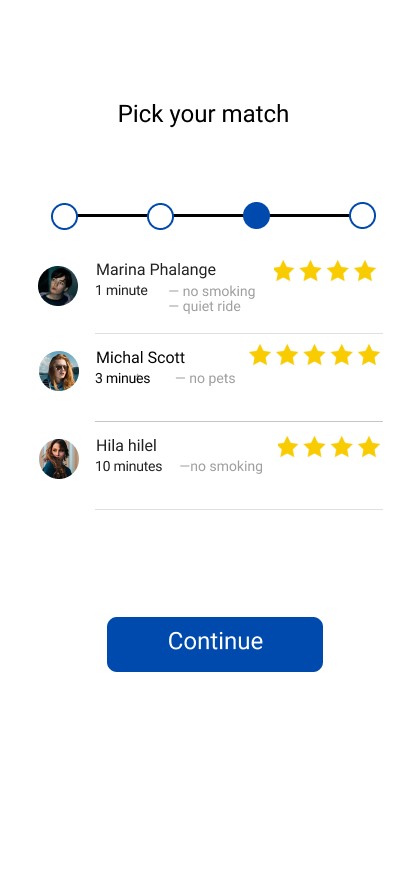 Pick your match
Marina Phalange
1 minute — no smoking
— quiet ride
Michal Scott
3 minues — no pets
Hila hilel
10 minutes —no smoking
Continue